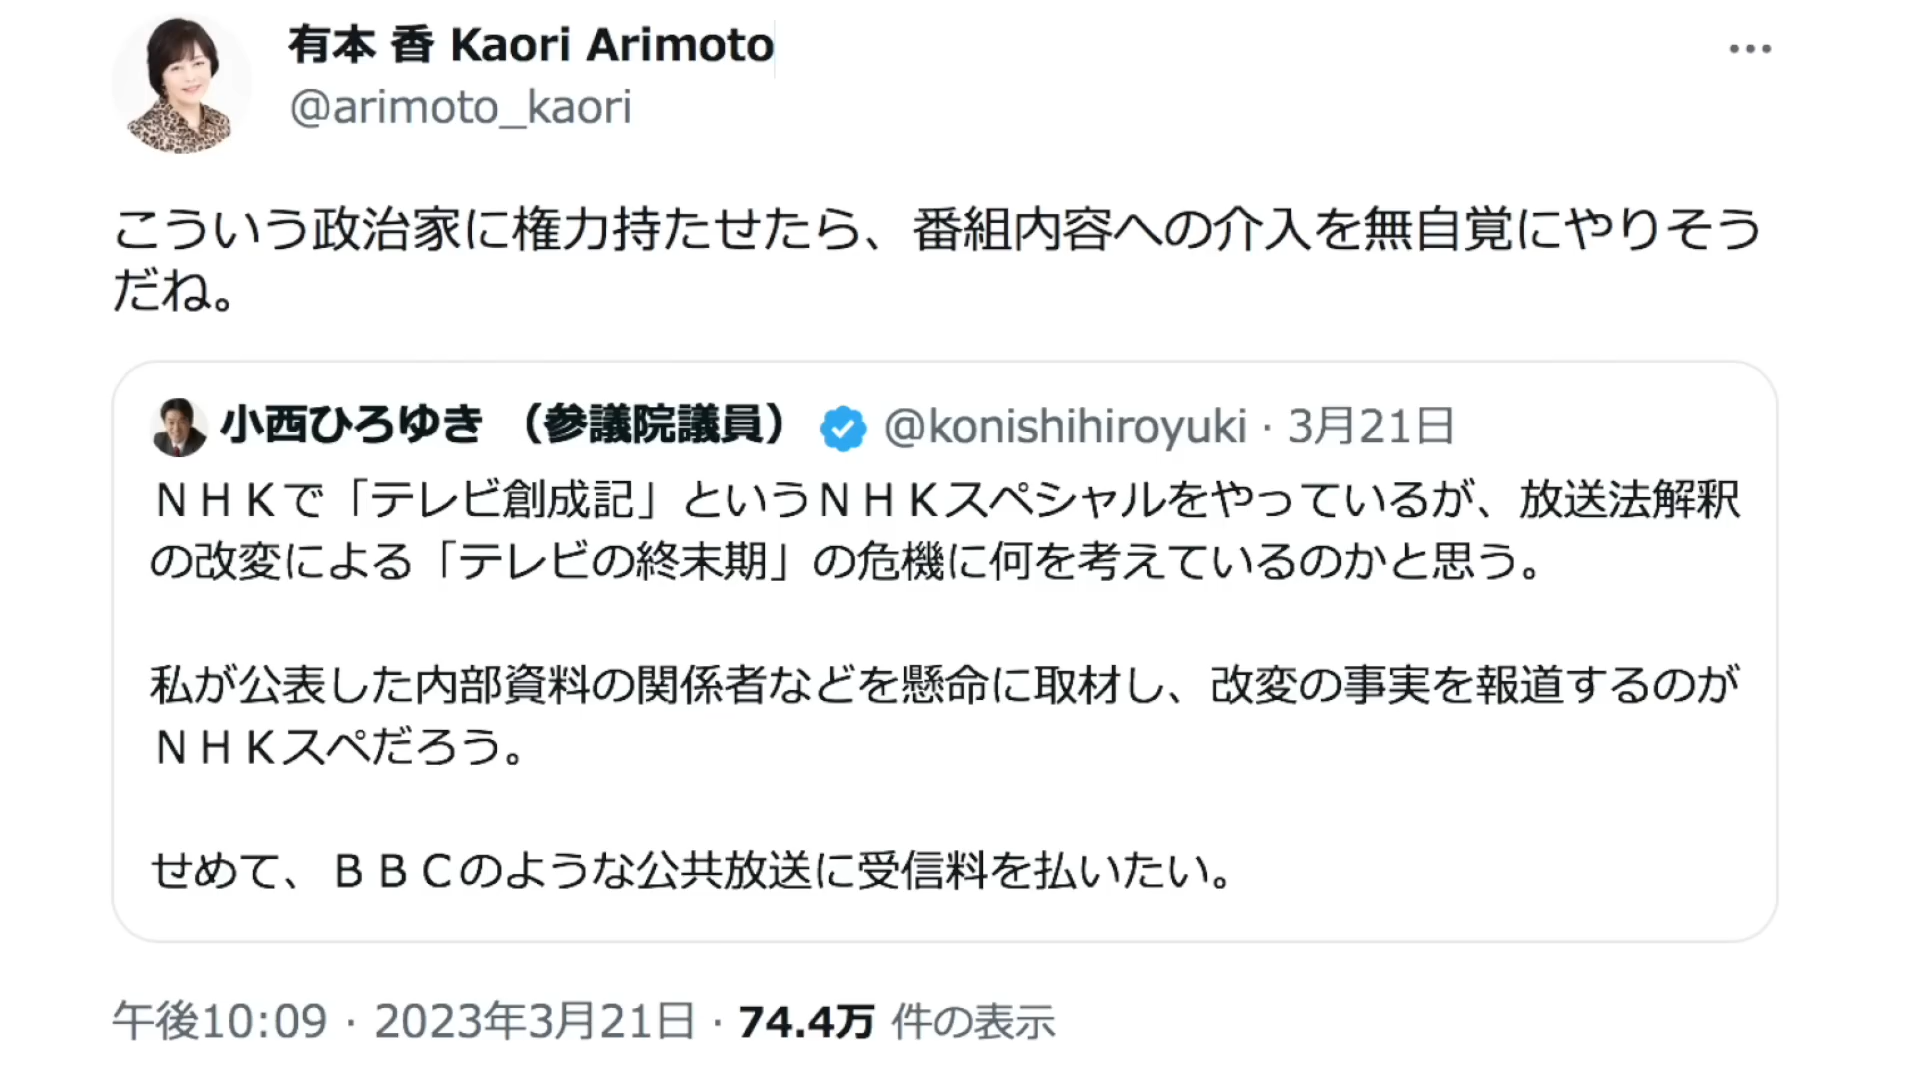 有本 香 Kaori Arimoto
@arimoto_kaori
こういう政治家に権力持たせたら、番組内容への介入を無自覚にやりそう
だね。
小西ひろゆき （参議院議員） @konishihiroyuki · 3月21日
ＮＨＫで「テレビ創成記」というＮＨＫスペシャルをやっているが、放送法解釈
の改変による「テレビの終末期」の危機に何を考えているのかと思う。
私が公表した内部資料の関係者などを懸命に取材し、改変の事実を報道するのが
ＮＨＫスペだろう。
せめて、ＢＢＣのような公共放送に受信料を払いたい。
午後10:09 · 2023年3月21日 · 74.4万 件の表示